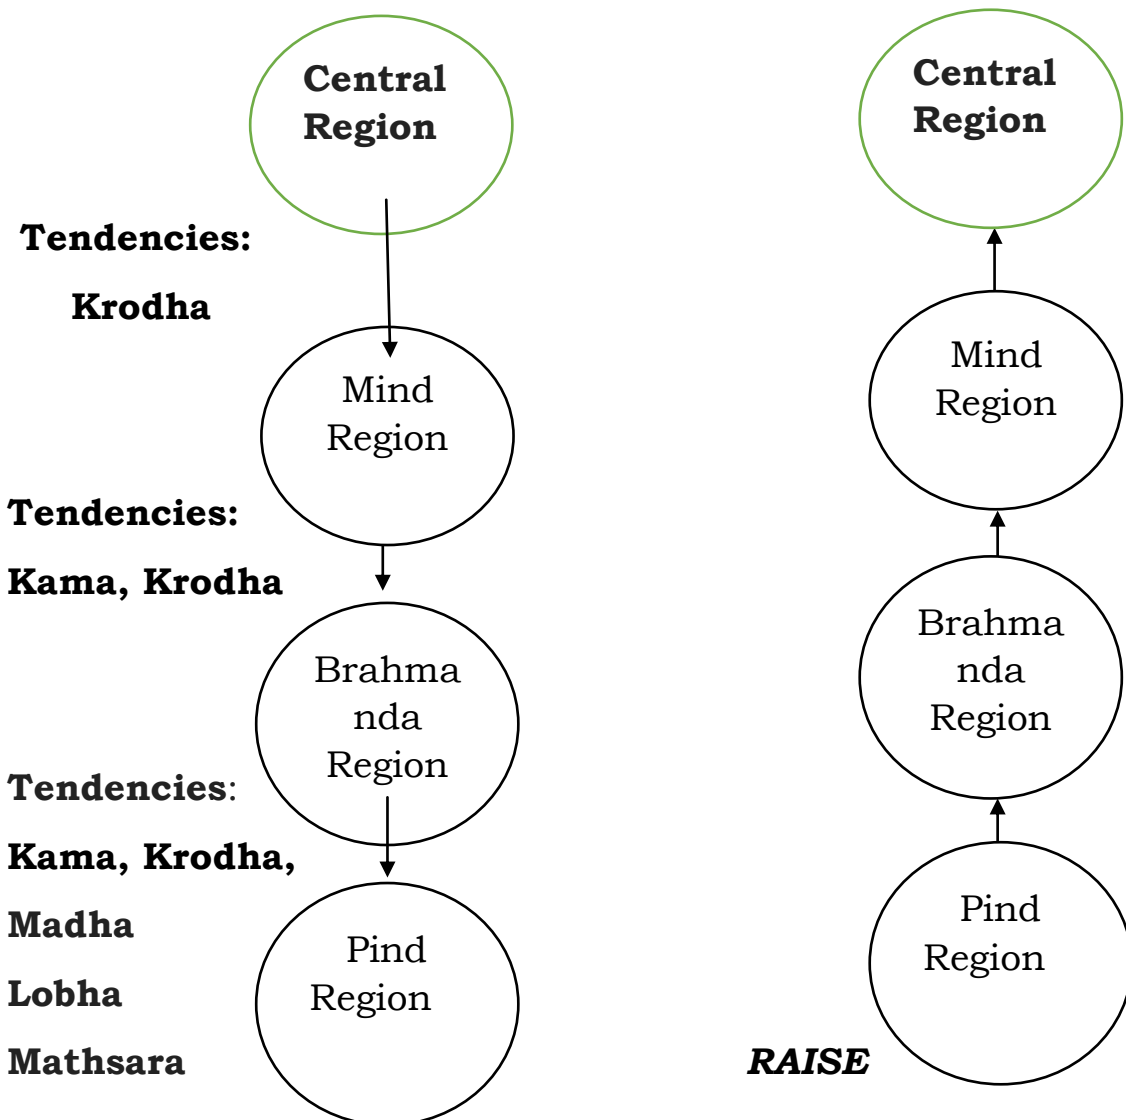 Central
Region
Tendencies:
Krodha
Mind
Region
Tendencies:
Kama, Krodha
Brahma
nda
Region
Tendencies:
Kama, Krodha,
Madha
Lobha
Mathsara
Pind
Region
Central
Region
Mind
Region
Brahma
nda
Region
Pind
Region
RAISE